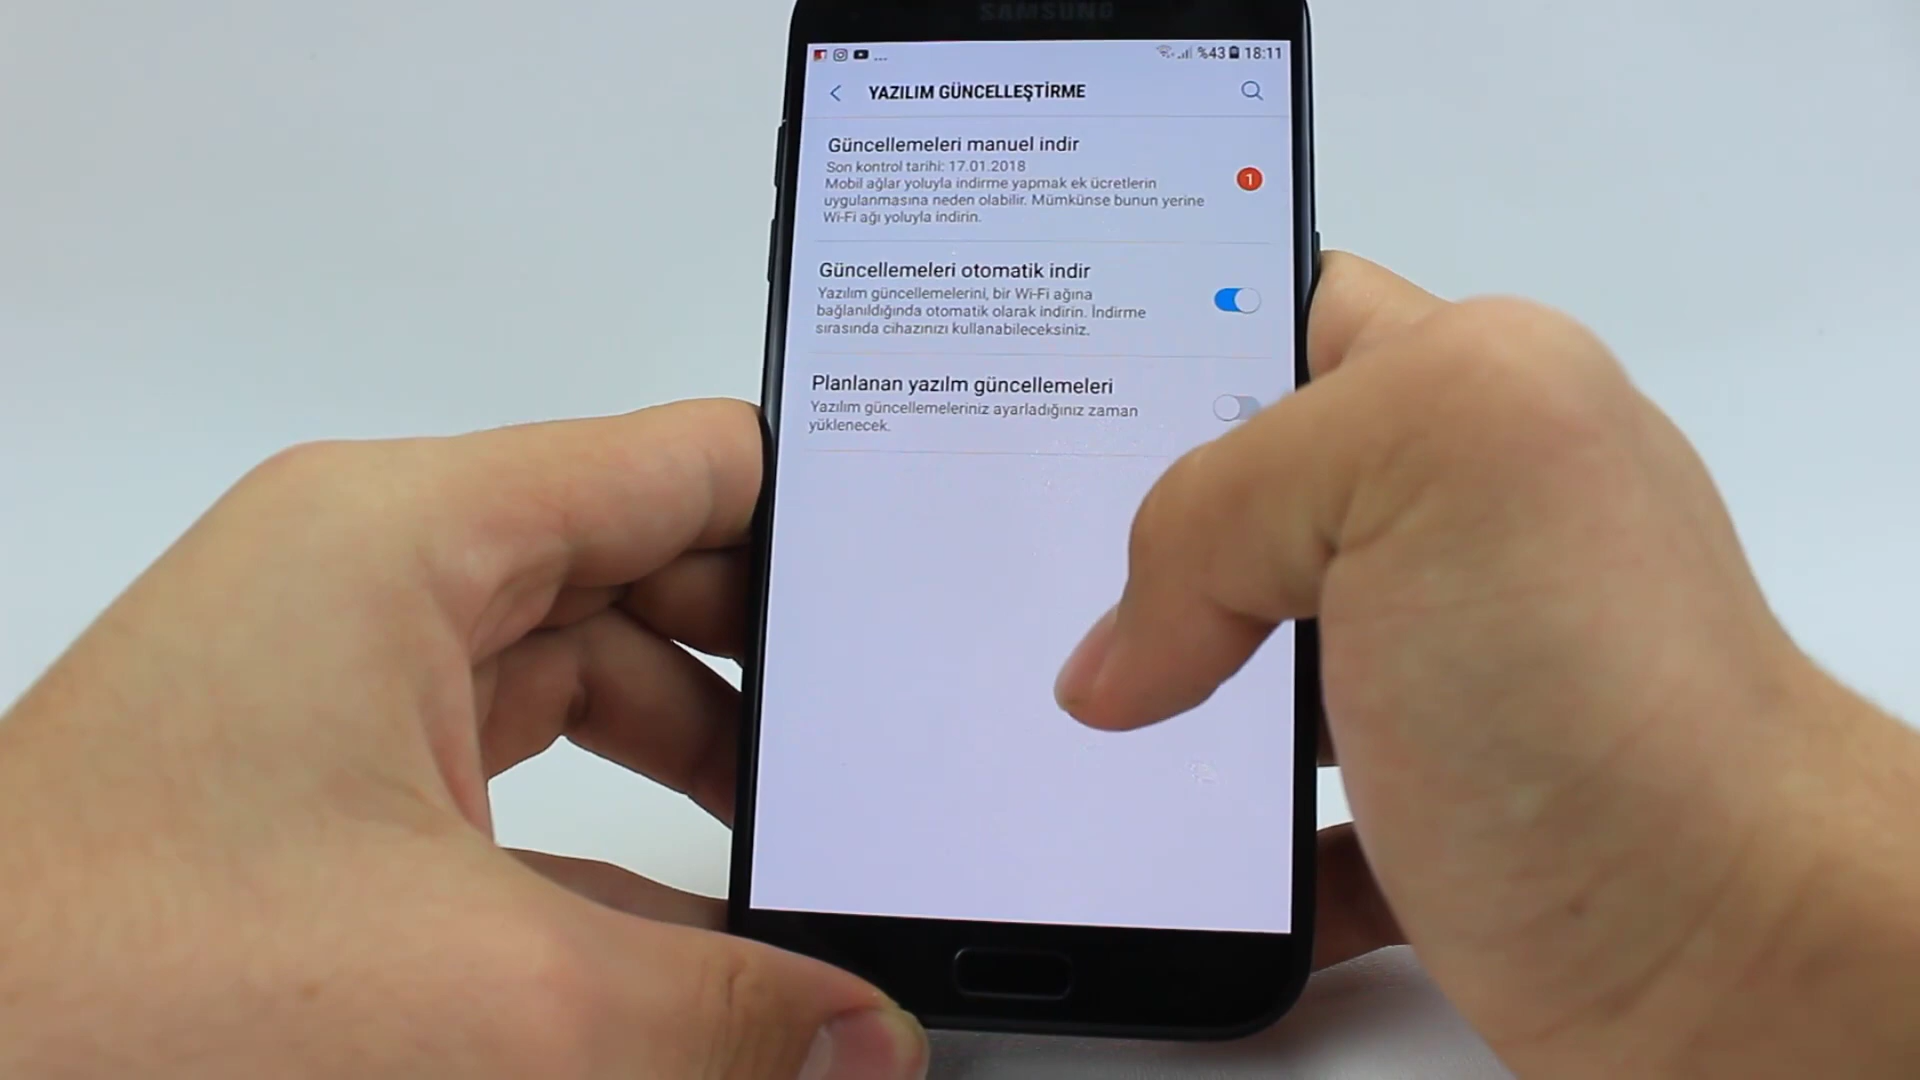 SAMSUNG
... %43 18:11
YAZILIM GÜNCELLEŞTİRME
Güncellemeleri manuel indir
Son kontrol tarihi: 17.01.2018
Mobil ağlar yoluyla indirme yapmak ek ücretlerin
uygulanmasına neden olabilir. Mümkünse bunun yerine
Wi-Fi ağı yoluyla indirin.
1
Güncellemeleri otomatik indir
Yazılım güncellemelerini, bir Wi-Fi ağına
bağlanıldığında otomatik olarak indirin. İndirme
sırasında cihazınızı kullanabileceksiniz.
Planlanan yazılm güncellemeleri
Yazılım güncellemeleriniz ayarladığınız zaman
yüklenecek.